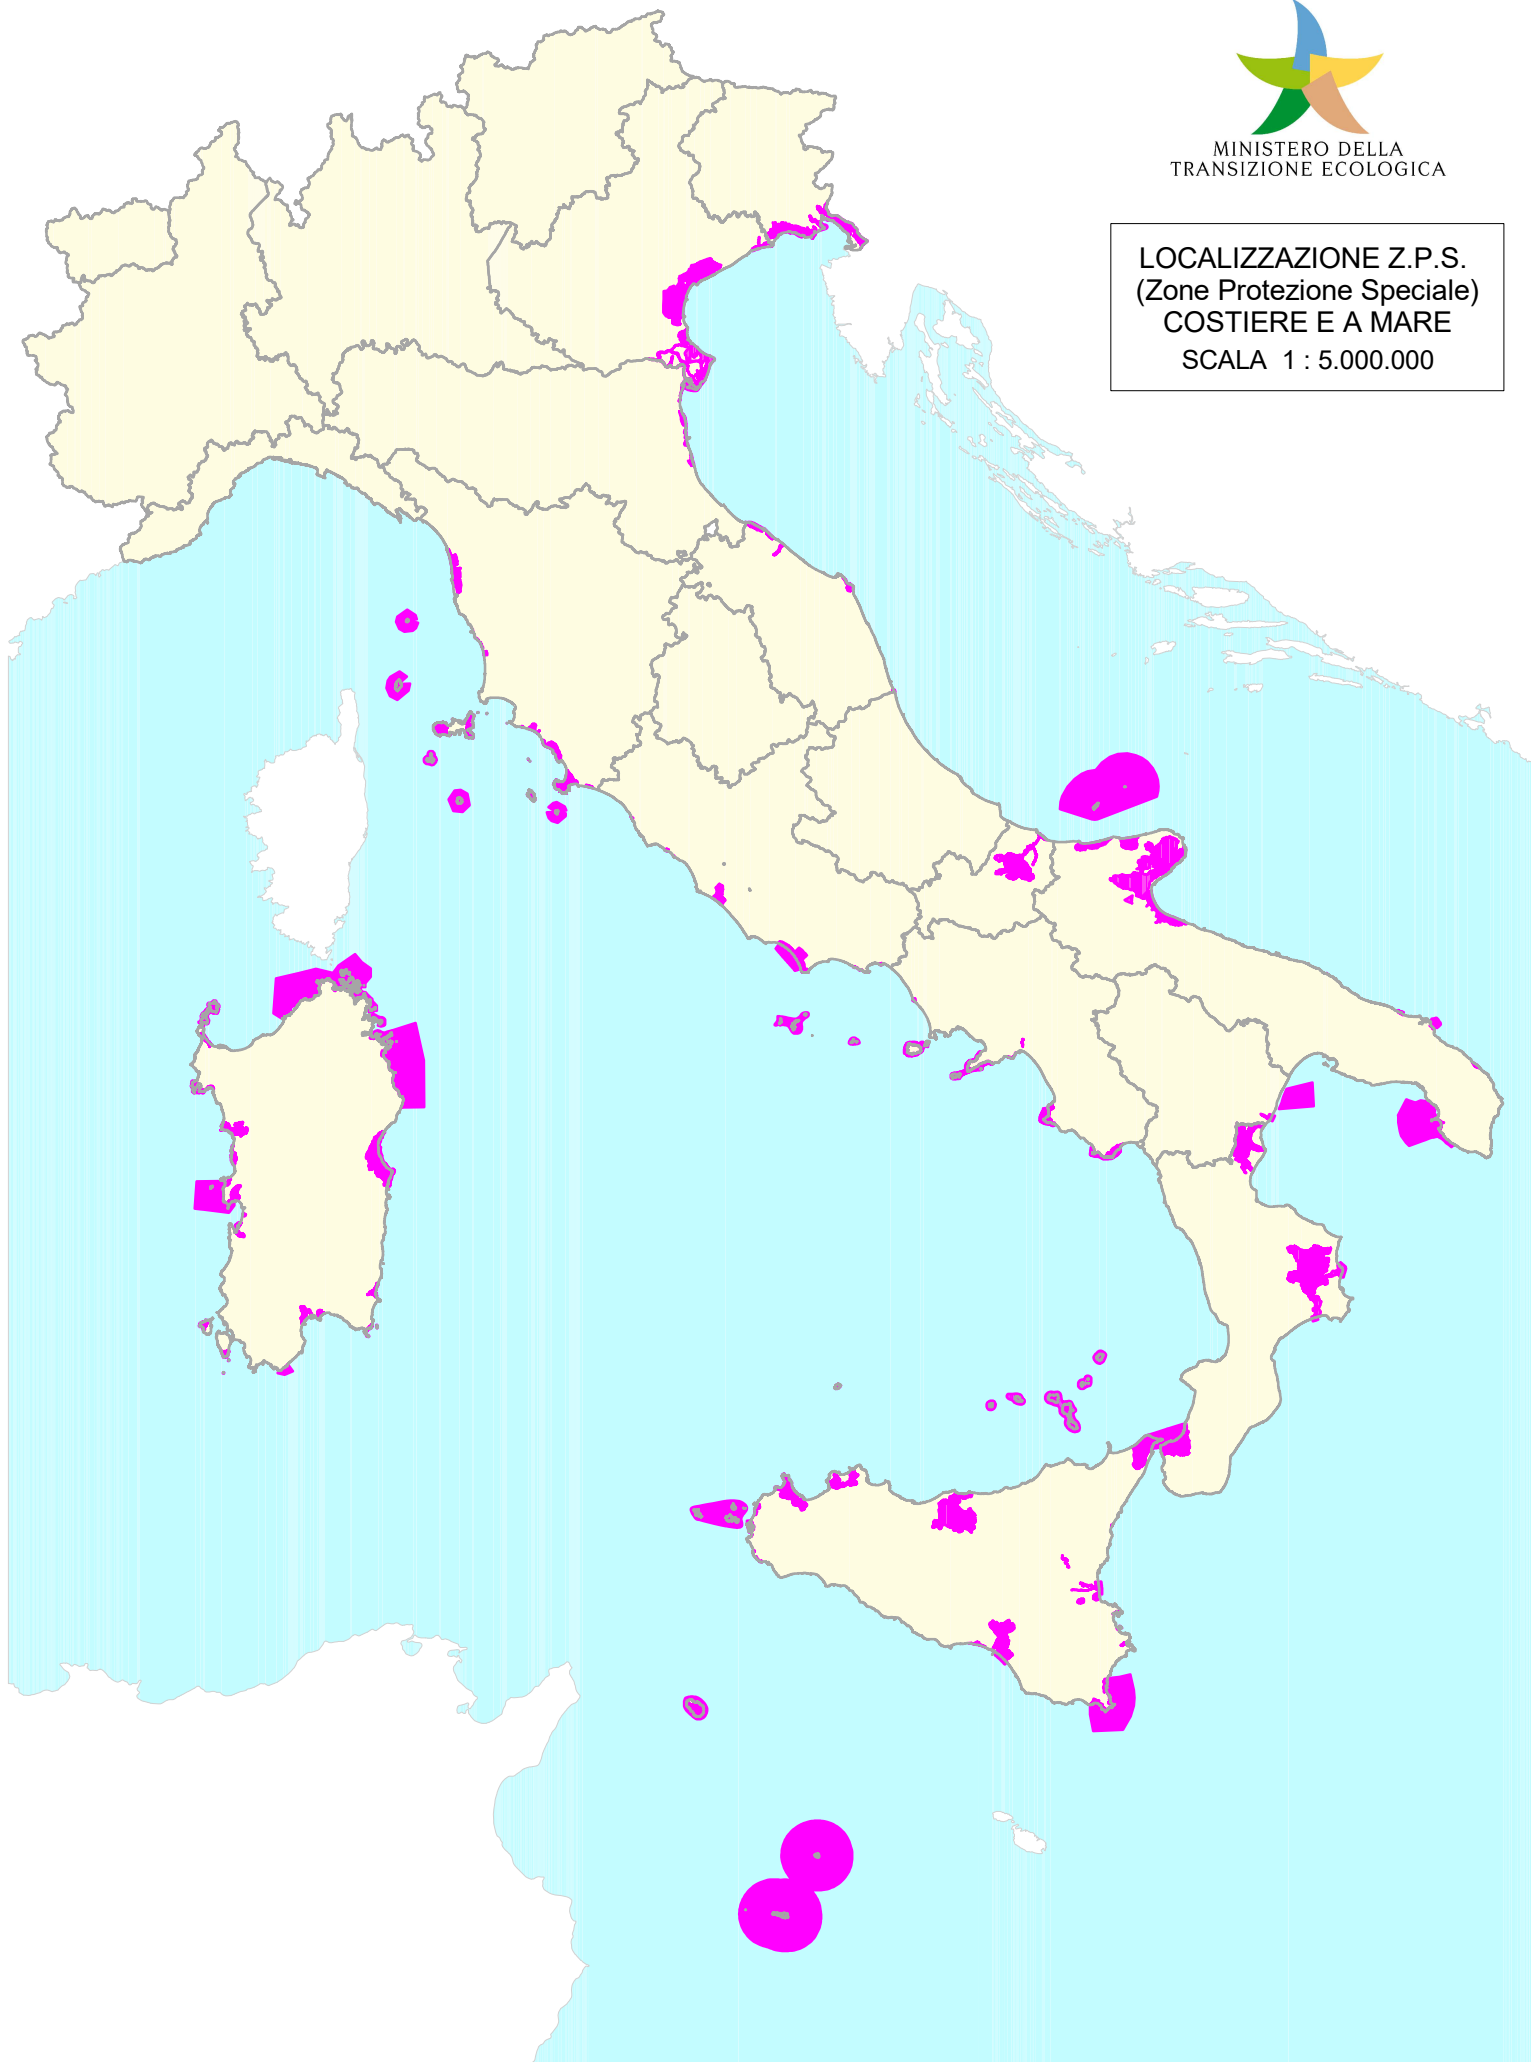 MINISTERO DELLA
TRANSIZIONE ECOLOGICA
LOCALIZZAZIONE Z.P.S.
(Zone Protezione Speciale)
COSTIERE E A MARE
SCALA 1 : 5.000.000